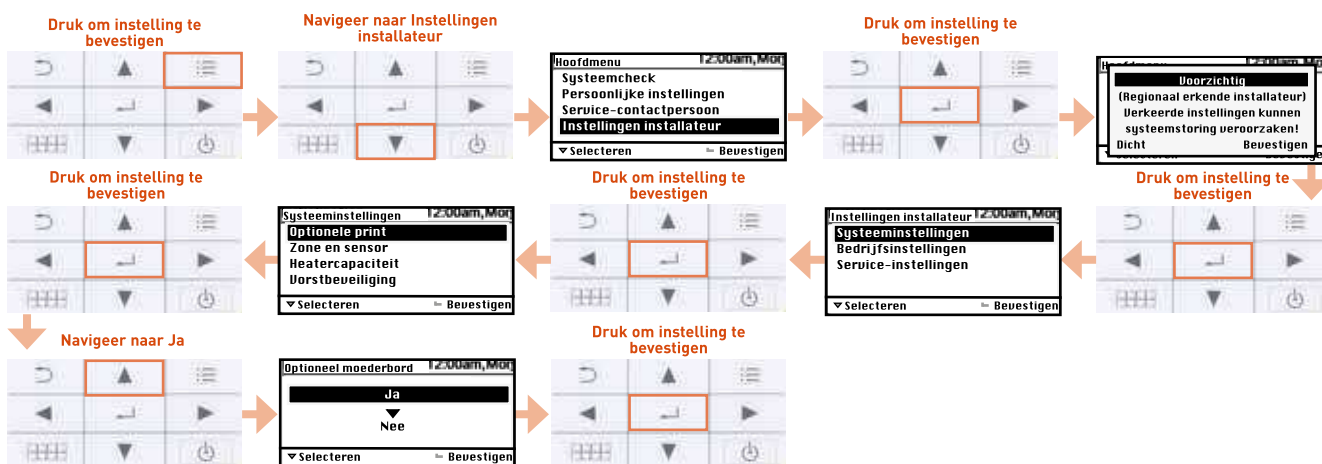 Druk om instelling te
bevestigen
Navigeer naar Instellingen
installateur
Hoofdmenu 12:00am,Mon
Systeemcheck
Persoonlijke instellingen
Service-contactpersoon
Instellingen installateur
Selecteren Bevestigen
Druk om instelling te
bevestigen
Hoofdmenu 12:00am,Mon
Voorzichtig
(Regionaal erkende installateur)
Verkeerde instellingen kunnen
systeemstoring veroorzaken!
Dicht Bevestigen
Druk om instelling te
bevestigen
Instellingen installateur 12:00am,Mon
Systeeminstellingen
Bedrijfsinstellingen
Service-instellingen
Selecteren Bevestigen
Druk om instelling te
bevestigen
Systeeminstellingen 12:00am,Mon
Optionele print
Zone en sensor
Heatercapaciteit
Vorstbeveiliging
Selecteren Bevestigen
Druk om instelling te
bevestigen
Navigeer naar Ja
Optioneel moederbord 12:00am,Mon
Ja
Nee
Selecteren Bevestigen
Druk om instelling te
bevestigen